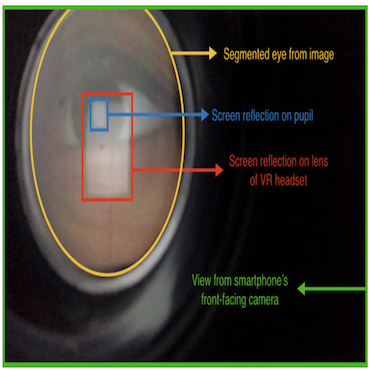 Segmented eye from image
Screen reflection on pupil
Screen reflection on lens
of VR headset
View from smartphone's
front-facing camera